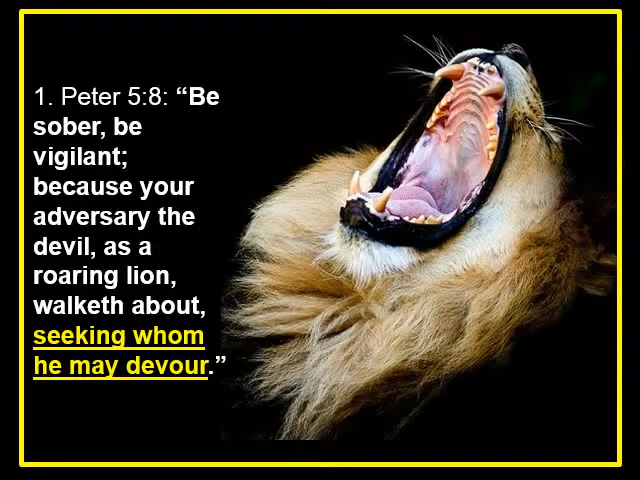 1. Peter 5:8: “Be
sober, be
vigilant;
because your
adversary the
devil, as a
roaring lion,
walketh about,
seeking whom
he may devour.”